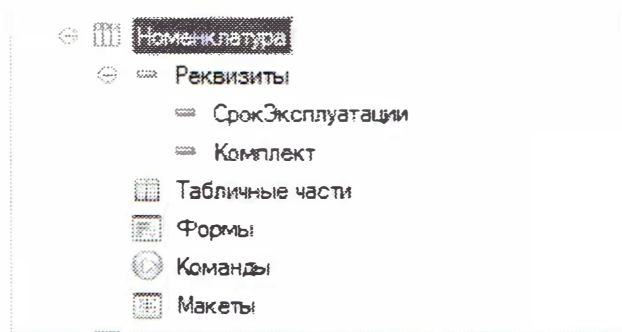 Номенклатура
Реквизиты
СрокЭксплуатации
Комплект
Табличные части
Формы
Команды
Макеты